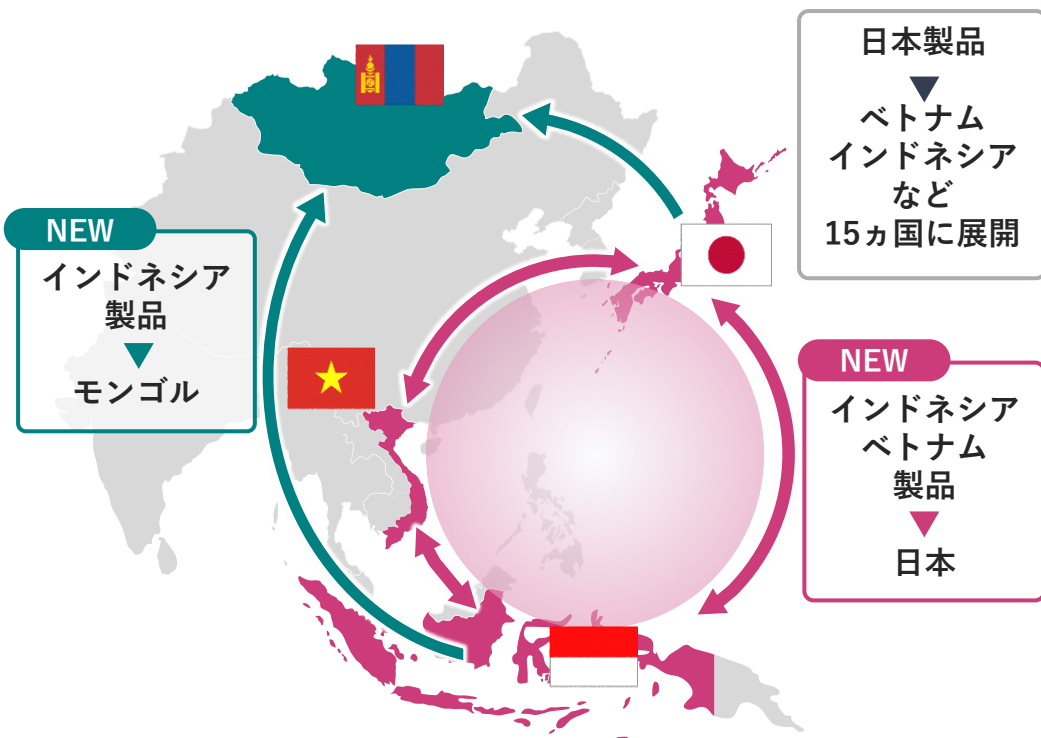 日本製品
▼
ベトナム
インドネシア
など
15ヵ国に展開
NEW
インドネシア
製品
▼
モンゴル
NEW
インドネシア
ベトナム
製品
▼
日本